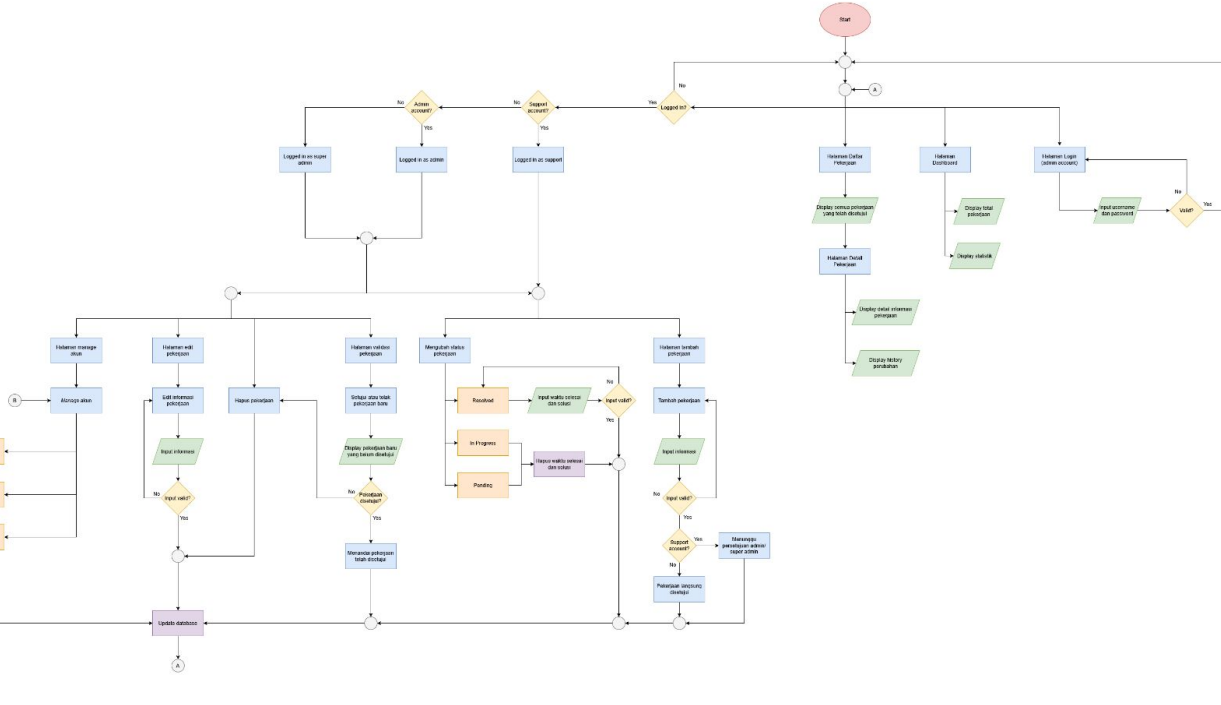 Start
A
No
Logged in?
Yes
Support
account?
No
Yes
Admin
account?
No
Yes
Logged in as super
admin
Logged in as admin
Logged in as support
Halaman Daftar
Pekerjaan
Halaman
Dashboard
Halaman Login
(admin account)
Display semua pekerjaan
yang telah disetujui
Display total
pekerjaan
Input username
dan password
Valid?
No
Yes
Display statistik
Halaman Detail
Pekerjaan
Display detail informasi
pekerjaan
Display history
perubahan
Halaman manage
akun
Halaman edit
pekerjaan
Halaman validasi
pekerjaan
Mengubah status
pekerjaan
Halaman tambah
pekerjaan
B
Manage akun
Edit informasi
pekerjaan
Hapus pekerjaan
Setujui atau tolak
pekerjaan baru
Resolved
Input waktu selesai
dan solusi
Input valid?
No
Yes
Tambah pekerjaan
Input informasi
Display pekerjaan baru
yang belum disetujui
In Progress
Pending
Hapus waktu selesai
dan solusi
Input informasi
No
Input valid?
Yes
No
Pekerjaan
disetujui?
Yes
No
Input valid?
Yes
Menandai pekerjaan
telah disetujui
Support
account?
Yes
No
Menunggu
persetujuan admin/
super admin
Pekerjaan langsung
disetujui
Update database
A